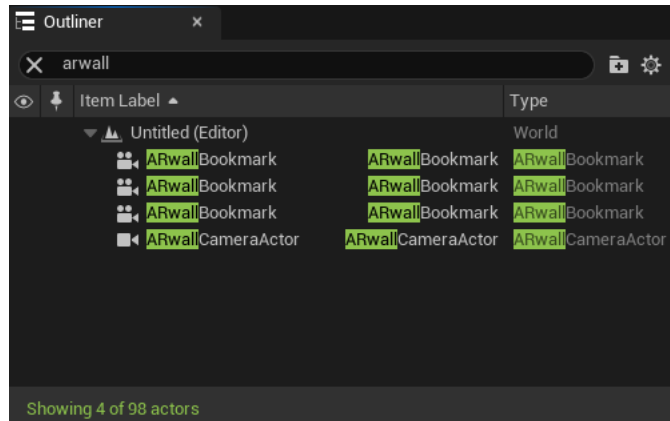 Outliner
arwall
Item Label Type
Untitled (Editor) World
ARwallBookmark ARwallBookmark ARwallBookmark
ARwallBookmark ARwallBookmark ARwallBookmark
ARwallBookmark ARwallBookmark ARwallBookmark
ARwallCameraActor ARwallCameraActor ARwallCameraActor
Showing 4 of 98 actors